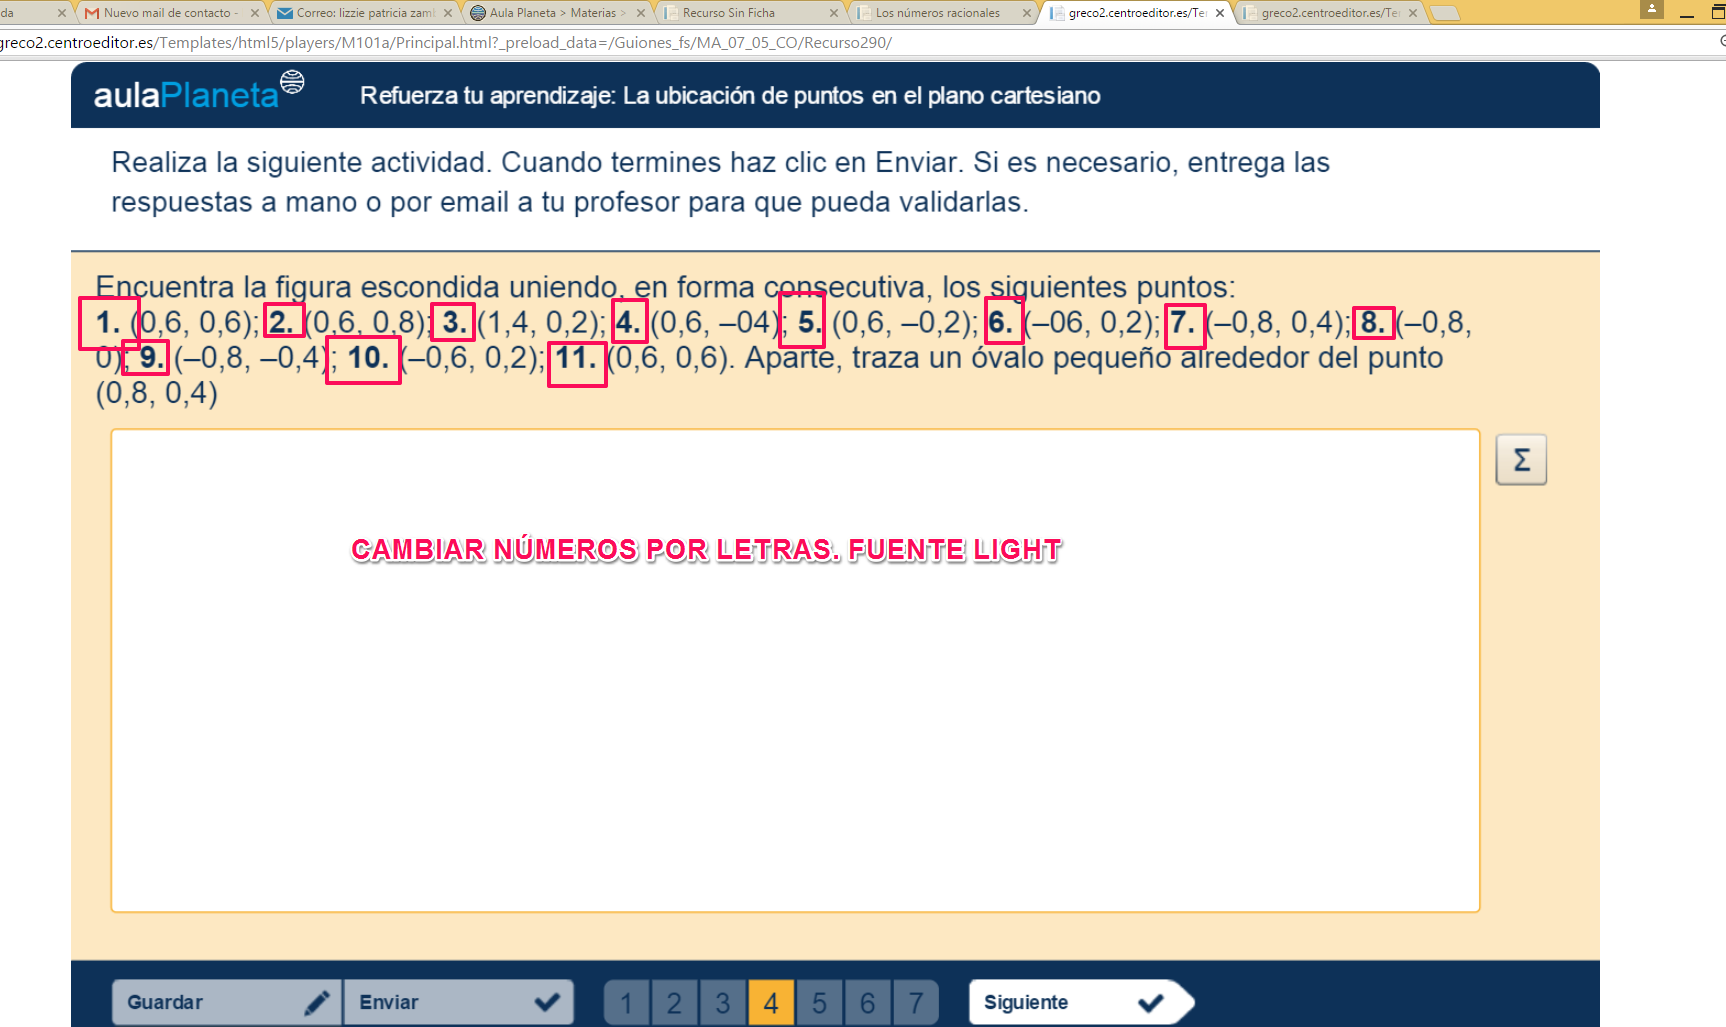 da
Nuevo mail de contacto -
Correo: lizzie patricia zaml
Aula Planeta > Materias >
Recurso Sin Ficha
Los números racionales
greco2.centroeditor.es/Te
greco2.centroeditor.es/Te
greco2.centroeditor.es/Templates/html5/players/M101a/Principal.html?_preload_data=/Guiones_fs/MA_07_05_CO/Recurso290/
aulaPlaneta
Refuerza tu aprendizaje: La ubicación de puntos en el plano cartesiano
Realiza la siguiente actividad. Cuando termines haz clic en Enviar. Si es necesario, entrega las
respuestas a mano o por email a tu profesor para que pueda validarlas.
Encuentra la figura escondida uniendo, en forma consecutiva, los siguientes puntos:
1. (0,6, 0,6); 2. (0,6, 0,8); 3. (1,4, 0,2); 4. (0,6, –04); 5. (0,6, –0,2); 6. (–06, 0,2); 7. (–0,8, 0,4); 8. (–0,8,
0); 9. (–0,8, –0,4); 10. (–0,6, 0,2); 11. (0,6, 0,6). Aparte, traza un óvalo pequeño alrededor del punto
(0,8, 0,4)
Σ
CAMBIAR NÚMEROS POR LETRAS. FUENTE LIGHT
Guardar
Enviar
1 2 3 4 5 6 7
Siguiente